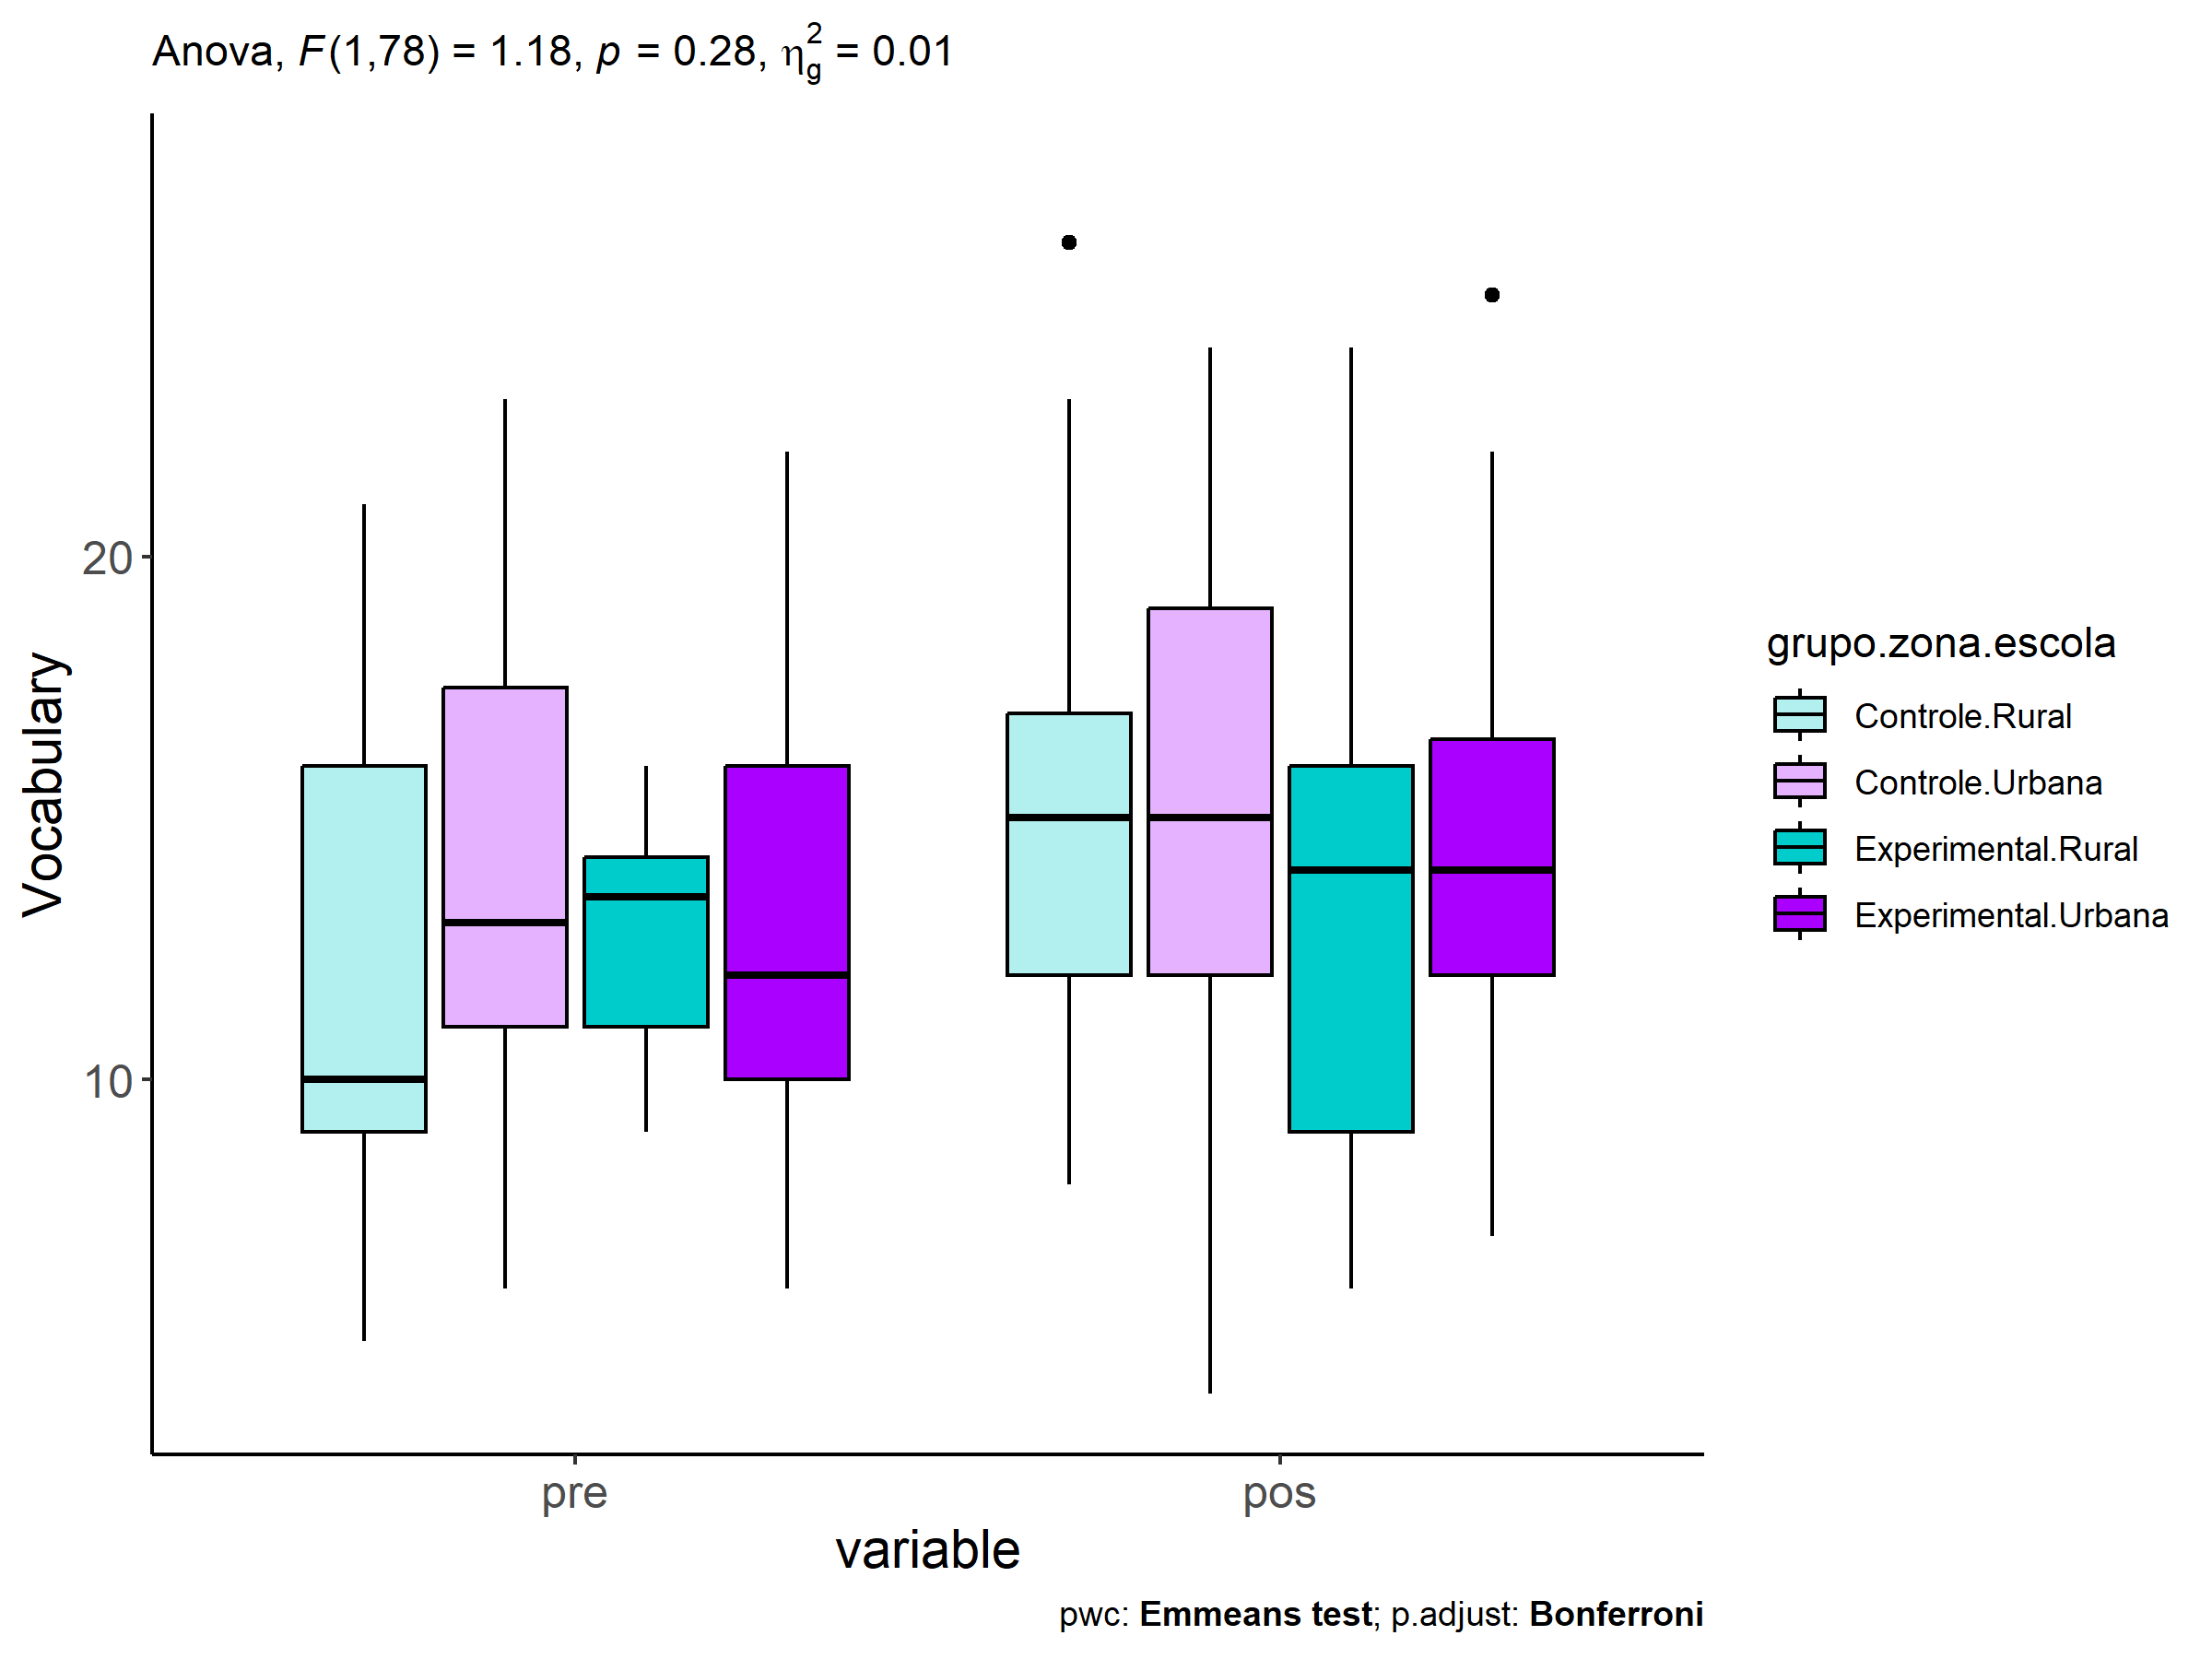 Anova, F(1,78) = 1.18, p = 0.28, η²g = 0.01
Vocabulary
20
10
pre
pos
variable
grupo.zona.escola
Controle.Rural
Controle.Urbana
Experimental.Rural
Experimental.Urbana
pwc: Emmeans test; p.adjust: Bonferroni